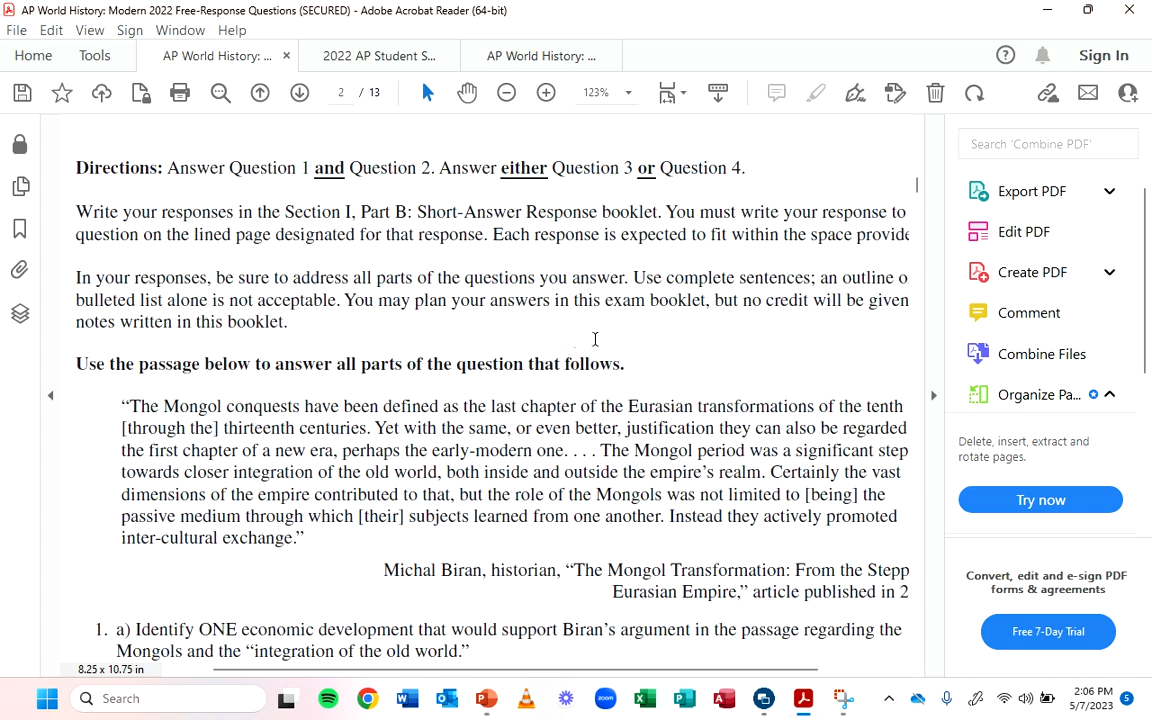 AP World History: Modern 2022 Free-Response Questions (SECURED) - Adobe Acrobat Reader (64-bit)
File Edit View Sign Window Help
Home Tools AP World History: ... × 2022 AP Student S... AP World History: ... Sign In
2 / 13 123%
Directions: Answer Question 1 and Question 2. Answer either Question 3 or Question 4.
Write your responses in the Section I, Part B: Short-Answer Response booklet. You must write your response to
question on the lined page designated for that response. Each response is expected to fit within the space provide
In your responses, be sure to address all parts of the questions you answer. Use complete sentences; an outline o
bulleted list alone is not acceptable. You may plan your answers in this exam booklet, but no credit will be given
notes written in this booklet.
Use the passage below to answer all parts of the question that follows.
“The Mongol conquests have been defined as the last chapter of the Eurasian transformations of the tenth
[through the] thirteenth centuries. Yet with the same, or even better, justification they can also be regarded
the first chapter of a new era, perhaps the early-modern one. . . . The Mongol period was a significant step
towards closer integration of the old world, both inside and outside the empire’s realm. Certainly the vast
dimensions of the empire contributed to that, but the role of the Mongols was not limited to [being] the
passive medium through which [their] subjects learned from one another. Instead they actively promoted
inter-cultural exchange.”
Michal Biran, historian, “The Mongol Transformation: From the Stepp
Eurasian Empire,” article published in 2
1. a) Identify ONE economic development that would support Biran’s argument in the passage regarding the
Mongols and the “integration of the old world.”
8.25 x 10.75 in
Search 'Combine PDF'
Export PDF
Edit PDF
Create PDF
Comment
Combine Files
Organize Pa...
Delete, insert, extract and
rotate pages.
Try now
Convert, edit and e-sign PDF
forms & agreements
Free 7-Day Trial
Search
2:06 PM
5/7/2023
5